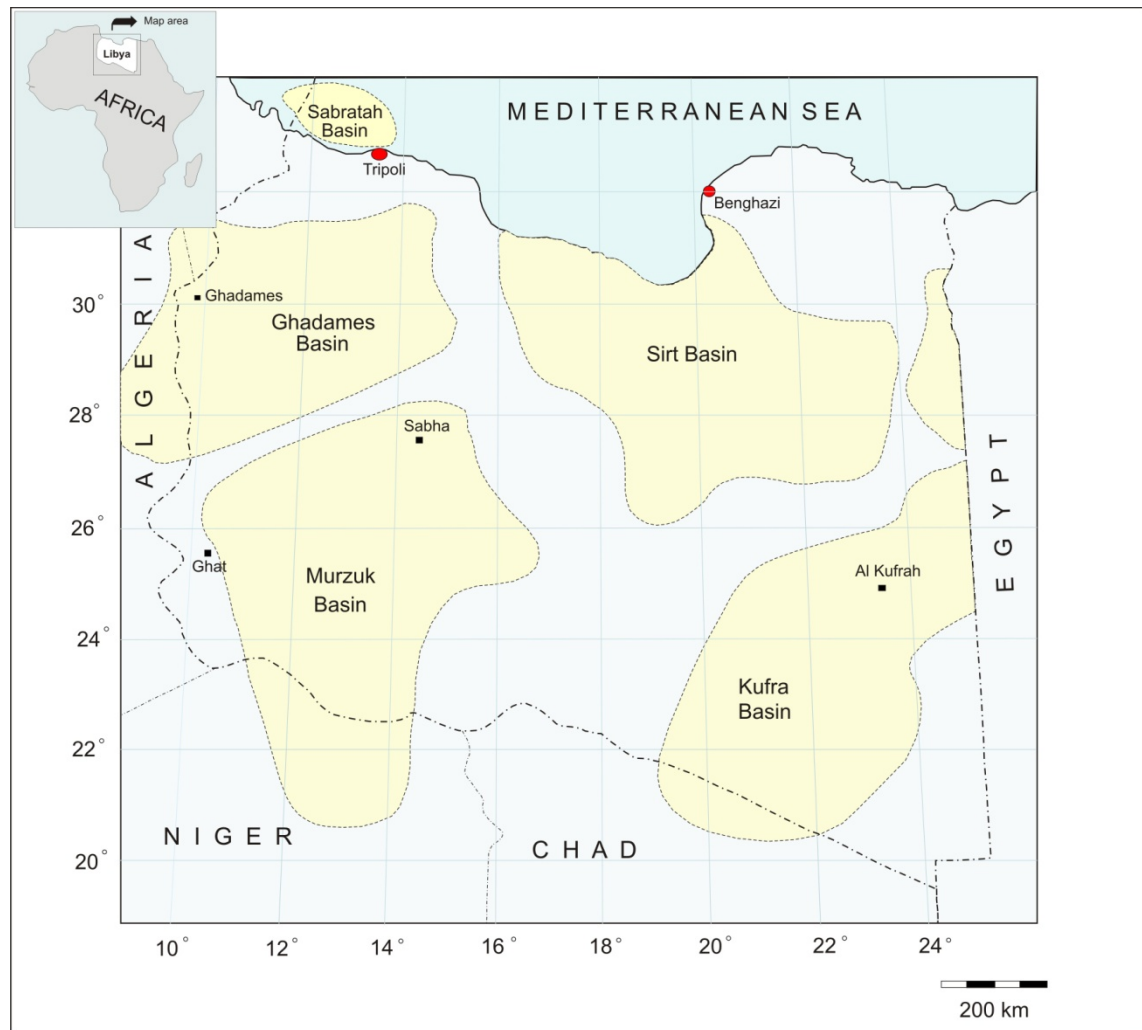 Map area
Libya
AFRICA
MEDITERRANEAN SEA
Sabratah
Basin
Tripoli
Benghazi
ALGERIA
30°
Ghadames
Ghadames
Basin
Sirt Basin
28°
Sabha
EGYPT
26°
Ghat
Murzuk
Basin
Al Kufrah
24°
Kufra
Basin
22°
NIGER
CHAD
20°
10° 12° 14° 16° 18° 20° 22° 24°
200 km